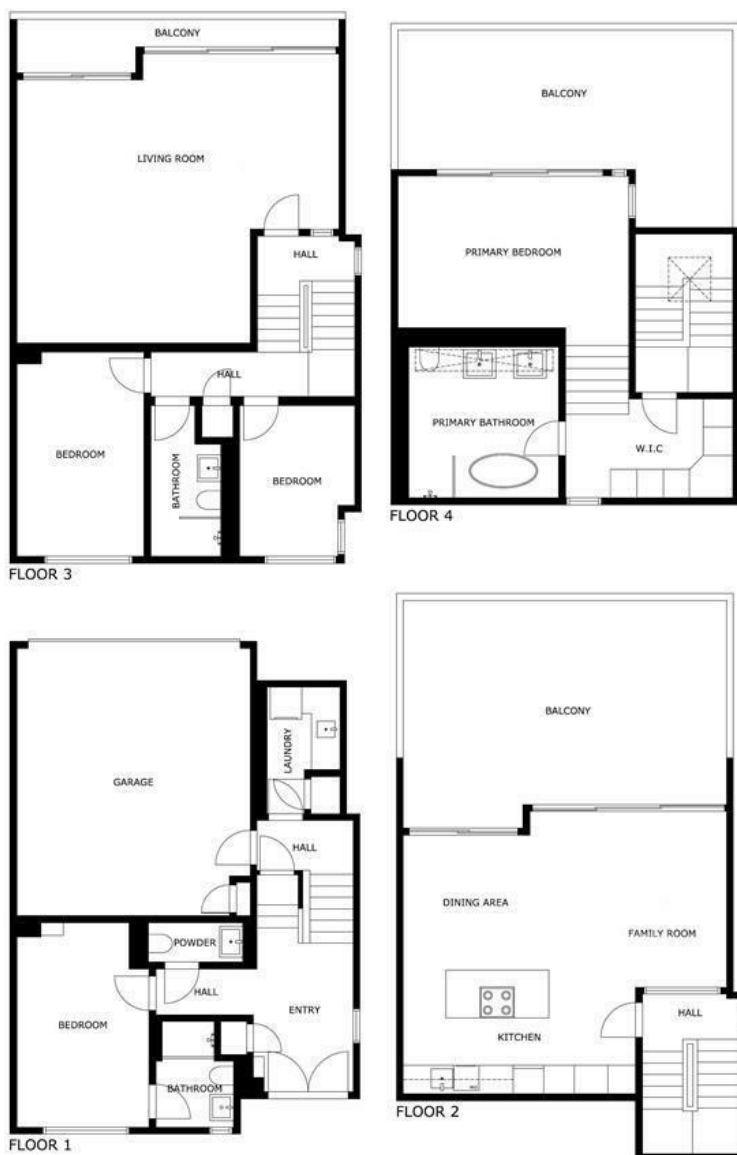 BALCONY
LIVING ROOM
HALL
HALL
BEDROOM
BATHROOM
BEDROOM
FLOOR 3
BALCONY
PRIMARY BEDROOM
PRIMARY BATHROOM
W.I.C
FLOOR 4
LAUNDRY
GARAGE
HALL
POWDER
HALL
BEDROOM
ENTRY
BATHROOM
FLOOR 1
BALCONY
DINING AREA
FAMILY ROOM
HALL
KITCHEN
FLOOR 2